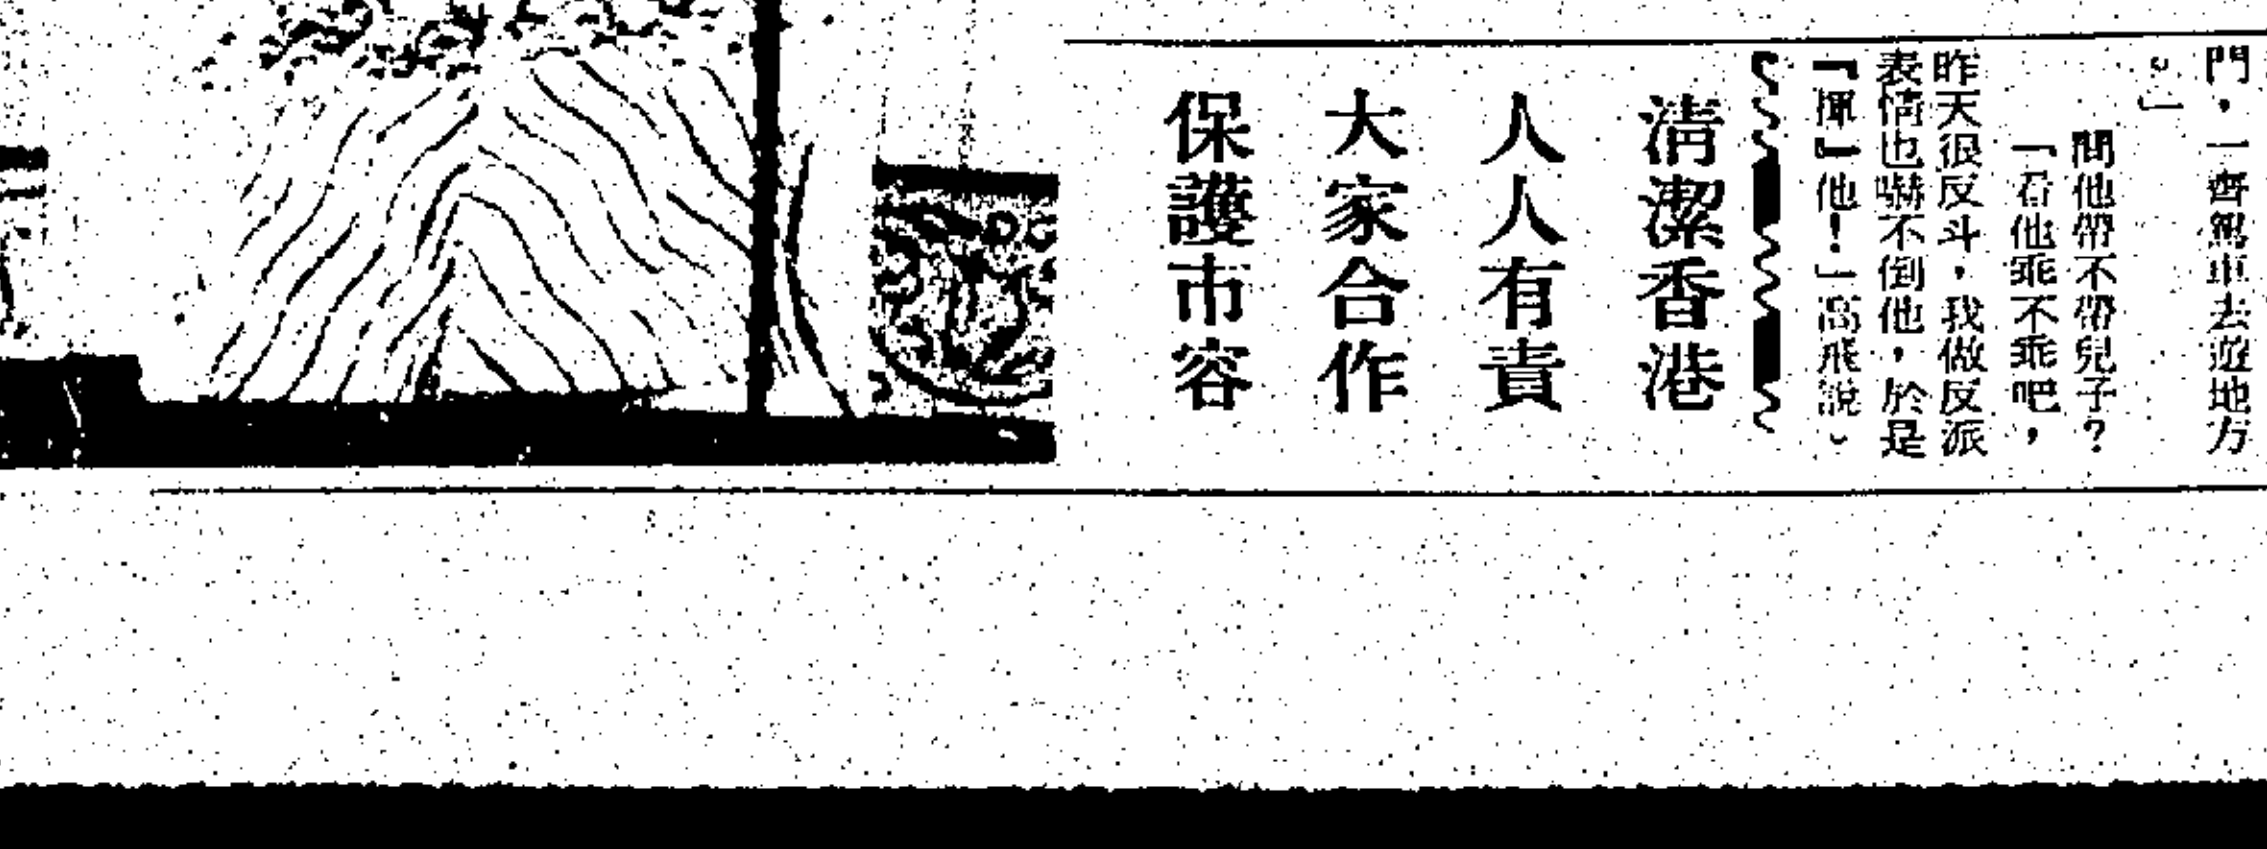 門，一齊駕車去遊地方
。」
問他帶不帶兒子？
「看他乖不乖吧，
昨天很反斗，我做反派
表情也嚇不倒他，於是
『揮』他！」高飛說。
清潔香港
人人有責
大家合作
保護市容